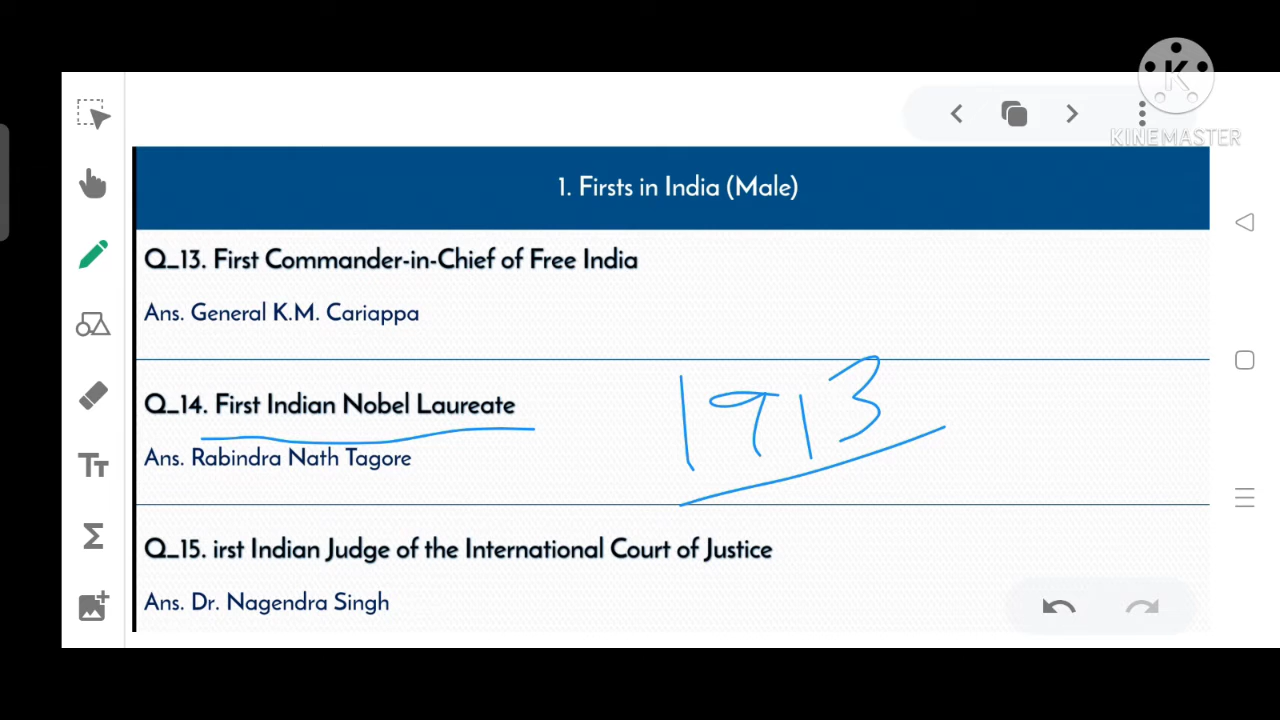 KINEMASTER
1. Firsts in India (Male)
Q_13. First Commander-in-Chief of Free India
Ans. General K.M. Cariappa
Q_14. First Indian Nobel Laureate
1913
Ans. Rabindra Nath Tagore
Q_15. irst Indian Judge of the International Court of Justice
Ans. Dr. Nagendra Singh